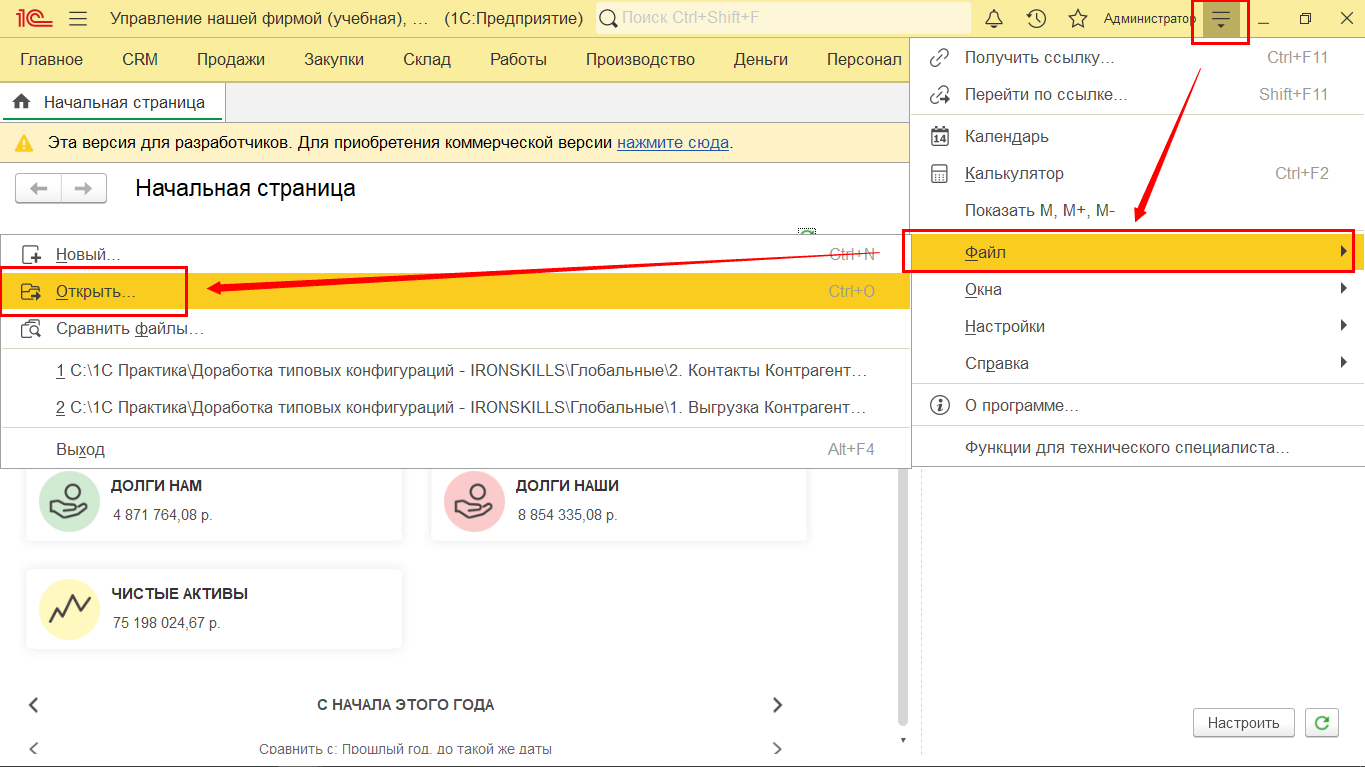 1С Управление нашей фирмой (учебная), ... (1С:Предприятие) Поиск Ctrl+Shift+F Администратор
Главное CRM Продажи Закупки Склад Работы Производство Деньги Персонал
Начальная страница
Эта версия для разработчиков. Для приобретения коммерческой версии нажмите сюда.
Начальная страница
Получить ссылку... Ctrl+F11
Перейти по ссылке... Shift+F11
14 Календарь
Калькулятор Ctrl+F2
Показать M, M+, M-
Файл
Окна
Настройки
Справка
О программе...
Функции для технического специалиста...
Новый... Ctrl+N
Открыть... Ctrl+O
Сравнить файлы...
1 C:\1С Практика\Доработка типовых конфигураций - IRONSKILLS\Глобальные\2. Контакты Контрагент...
2 C:\1С Практика\Доработка типовых конфигураций - IRONSKILLS\Глобальные\1. Выгрузка Контрагент...
Выход Alt+F4
ДОЛГИ НАМ
4 871 764,08 р.
ДОЛГИ НАШИ
8 854 335,08 р.
ЧИСТЫЕ АКТИВЫ
75 198 024,67 р.
С НАЧАЛА ЭТОГО ГОДА
Сравнить с: Прошлый год, до такой же даты
Настроить